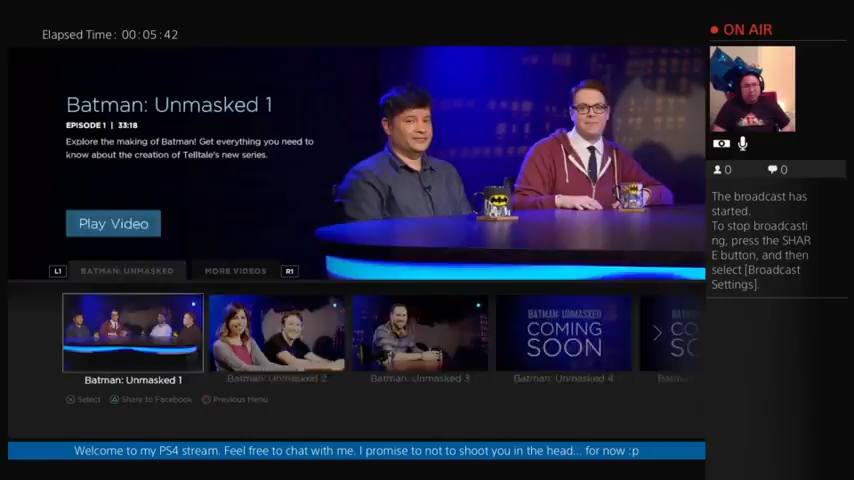 Elapsed Time: 00:05:42
ON AIR
Batman: Unmasked 1
EPISODE 1 | 33:18
Explore the making of Batman! Get everything you need to
know about the creation of Telltale's new series.
Play Video
0
0
The broadcast has
started.
To stop broadcasti
ng, press the SHAR
E button, and then
select [Broadcast
Settings].
L1 BATMAN: UNMASKED MORE VIDEOS R1
BATMAN: UNMASKED
COMING
SOON
Batman: Unmasked 1
Batman: Unmasked 2
Batman: Unmasked 3
Batman: Unmasked 4
Select Share to Facebook Previous Menu
Welcome to my PS4 stream. Feel free to chat with me. I promise to not to shoot you in the head... for now :p